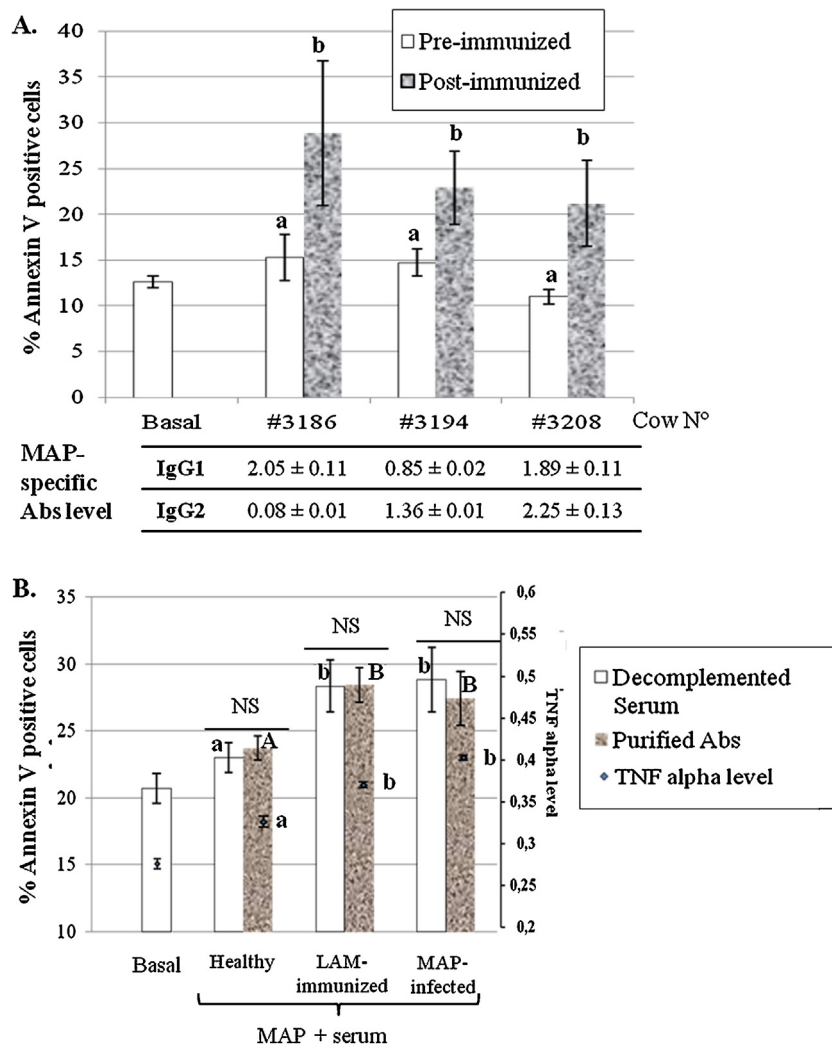 A.
Pre-immunized
Post-immunized
% Annexin V positive cells
40
35
30
25
20
15
10
5
0
b
a
b
a
b
a
Basal #3186 #3194 #3208 Cow N°
MAP-specific Abs level
IgG1 2.05 ± 0.11 0.85 ± 0.02 1.89 ± 0.11
IgG2 0.08 ± 0.01 1.36 ± 0.01 2.25 ± 0.13
B.
% Annexin V positive cells
35
30
25
20
15
10
NS
NS
NS
a
A
a
b
B
b
b
B
b
0,6
0,55
0,5
0,45
0,4
0,35
0,3
0,25
0,2
TNF alpha level
Decomplemented
Serum
Purified Abs
TNF alpha level
Basal
Healthy
LAM-
immunized
MAP-
infected
MAP + serum